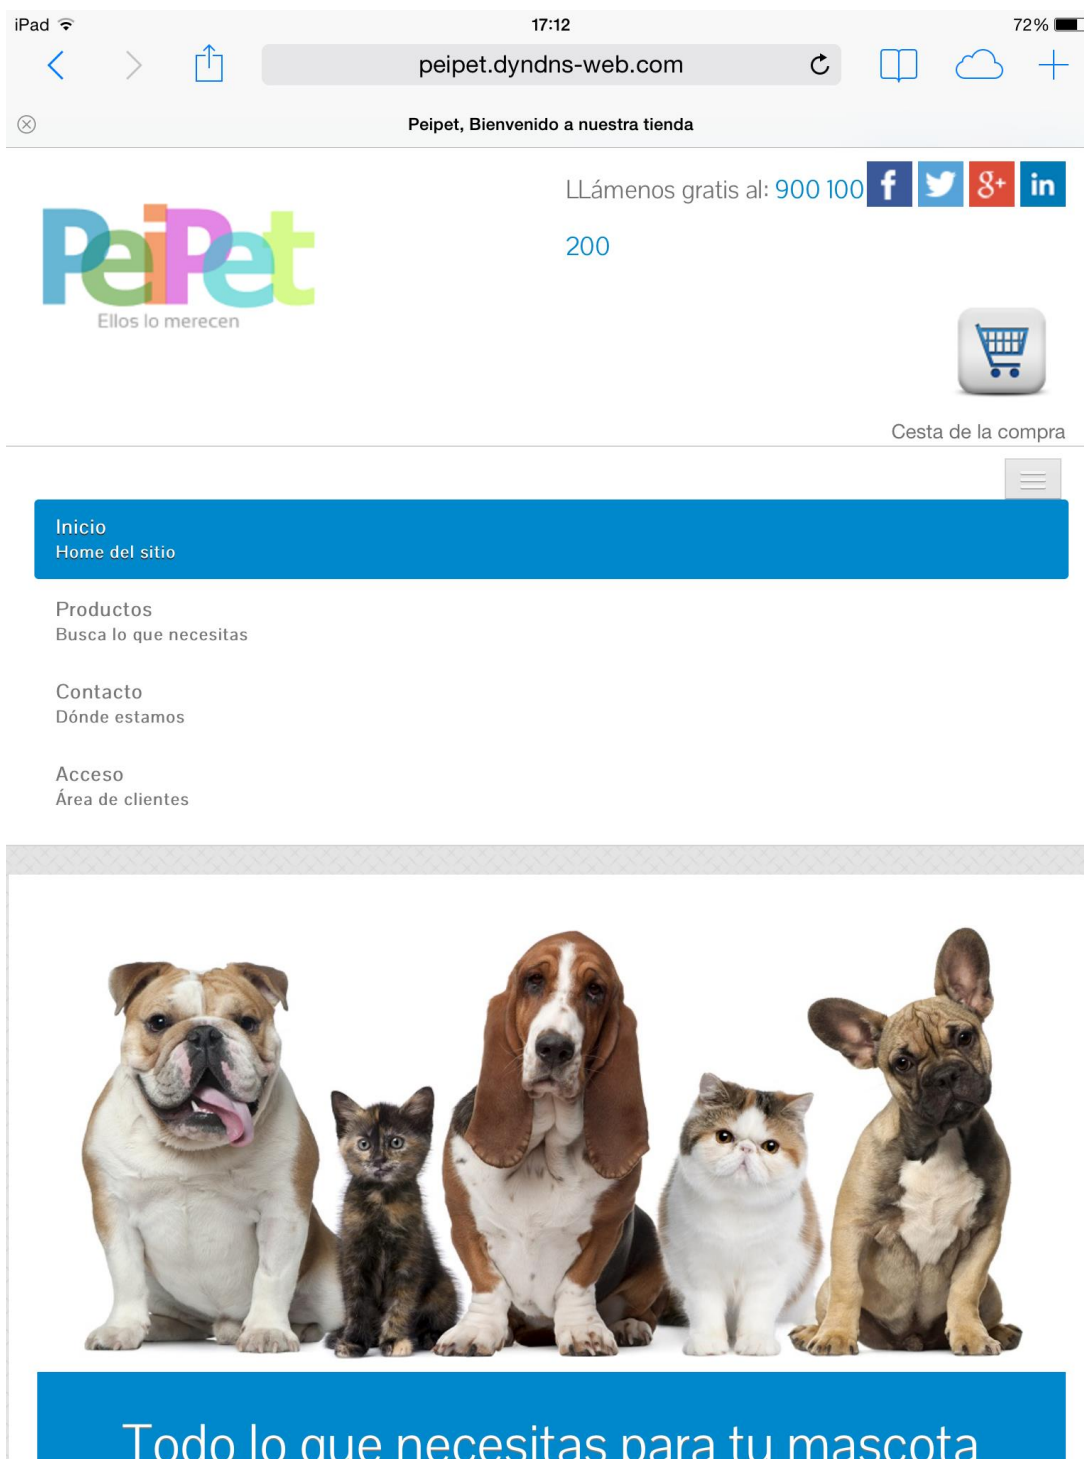 iPad 17:12 72%
peipet.dyndns-web.com
Peipet, Bienvenido a nuestra tienda
LLámenos gratis al: 900 100
200
f g+ in
PeiPet
Ellos lo merecen
Cesta de la compra
Inicio
Home del sitio
Productos
Busca lo que necesitas
Contacto
Dónde estamos
Acceso
Área de clientes
Todo lo que necesitas para tu mascota